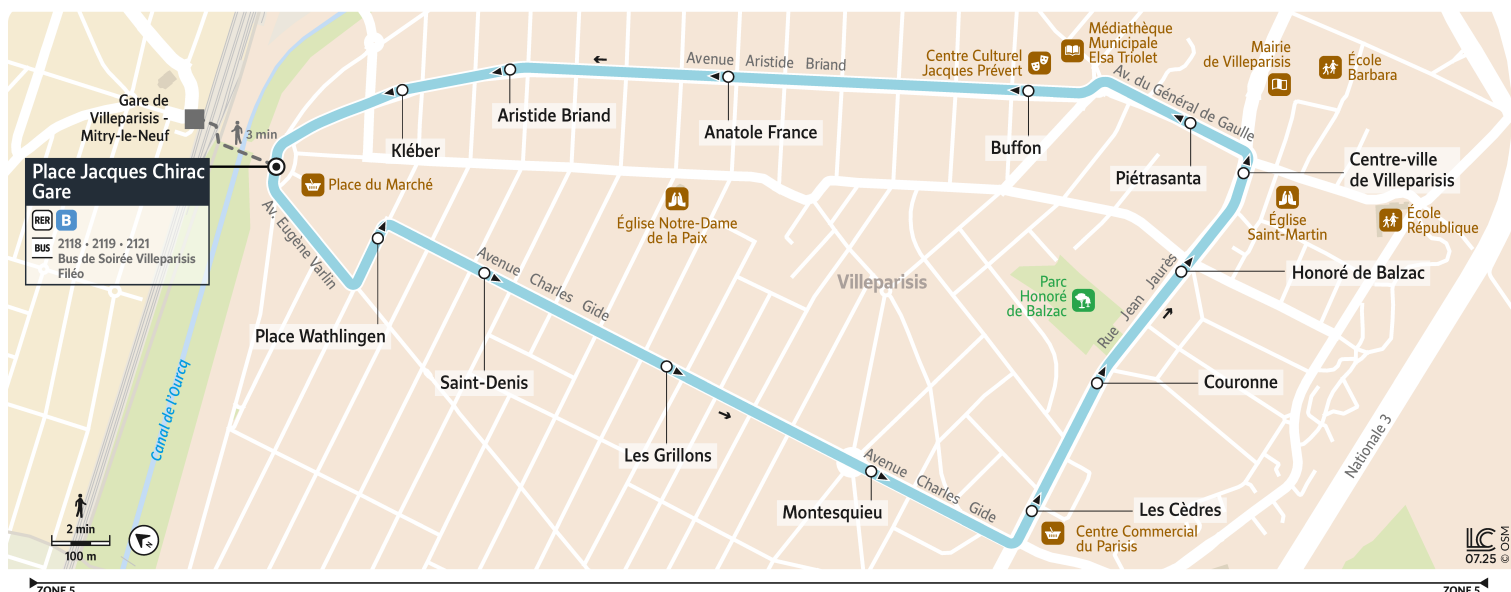 Gare de
Villeparisis -
Mitry-le-Neuf
3 min
Place Jacques Chirac
Gare
RER B
BUS 2118 • 2119 • 2121
Bus de Soirée Villeparisis
Filéo
Place du Marché
Av. Eugène Varlin
Kléber
Aristide Briand
Avenue Aristide Briand
Anatole France
Centre Culturel
Jacques Prévert
Médiathèque
Municipale
Elsa Triolet
Buffon
Av. du Général de Gaulle
Piétrasanta
Mairie
de Villeparisis
École
Barbara
Centre-ville
de Villeparisis
Église
Saint-Martin
École
République
Église Notre-Dame
de la Paix
Villeparisis
Parc
Honoré
de Balzac
Rue Jean Jaurès
Honoré de Balzac
Couronne
Place Wathlingen
Avenue Charles Gide
Saint-Denis
Les Grillons
Montesquieu
Avenue Charles Gide
Les Cèdres
Centre Commercial
du Parisis
Nationale 3
Canal de l'Ourcq
2 min
100 m
LC
07.25
© OSM
ZONE 5
ZONE 5